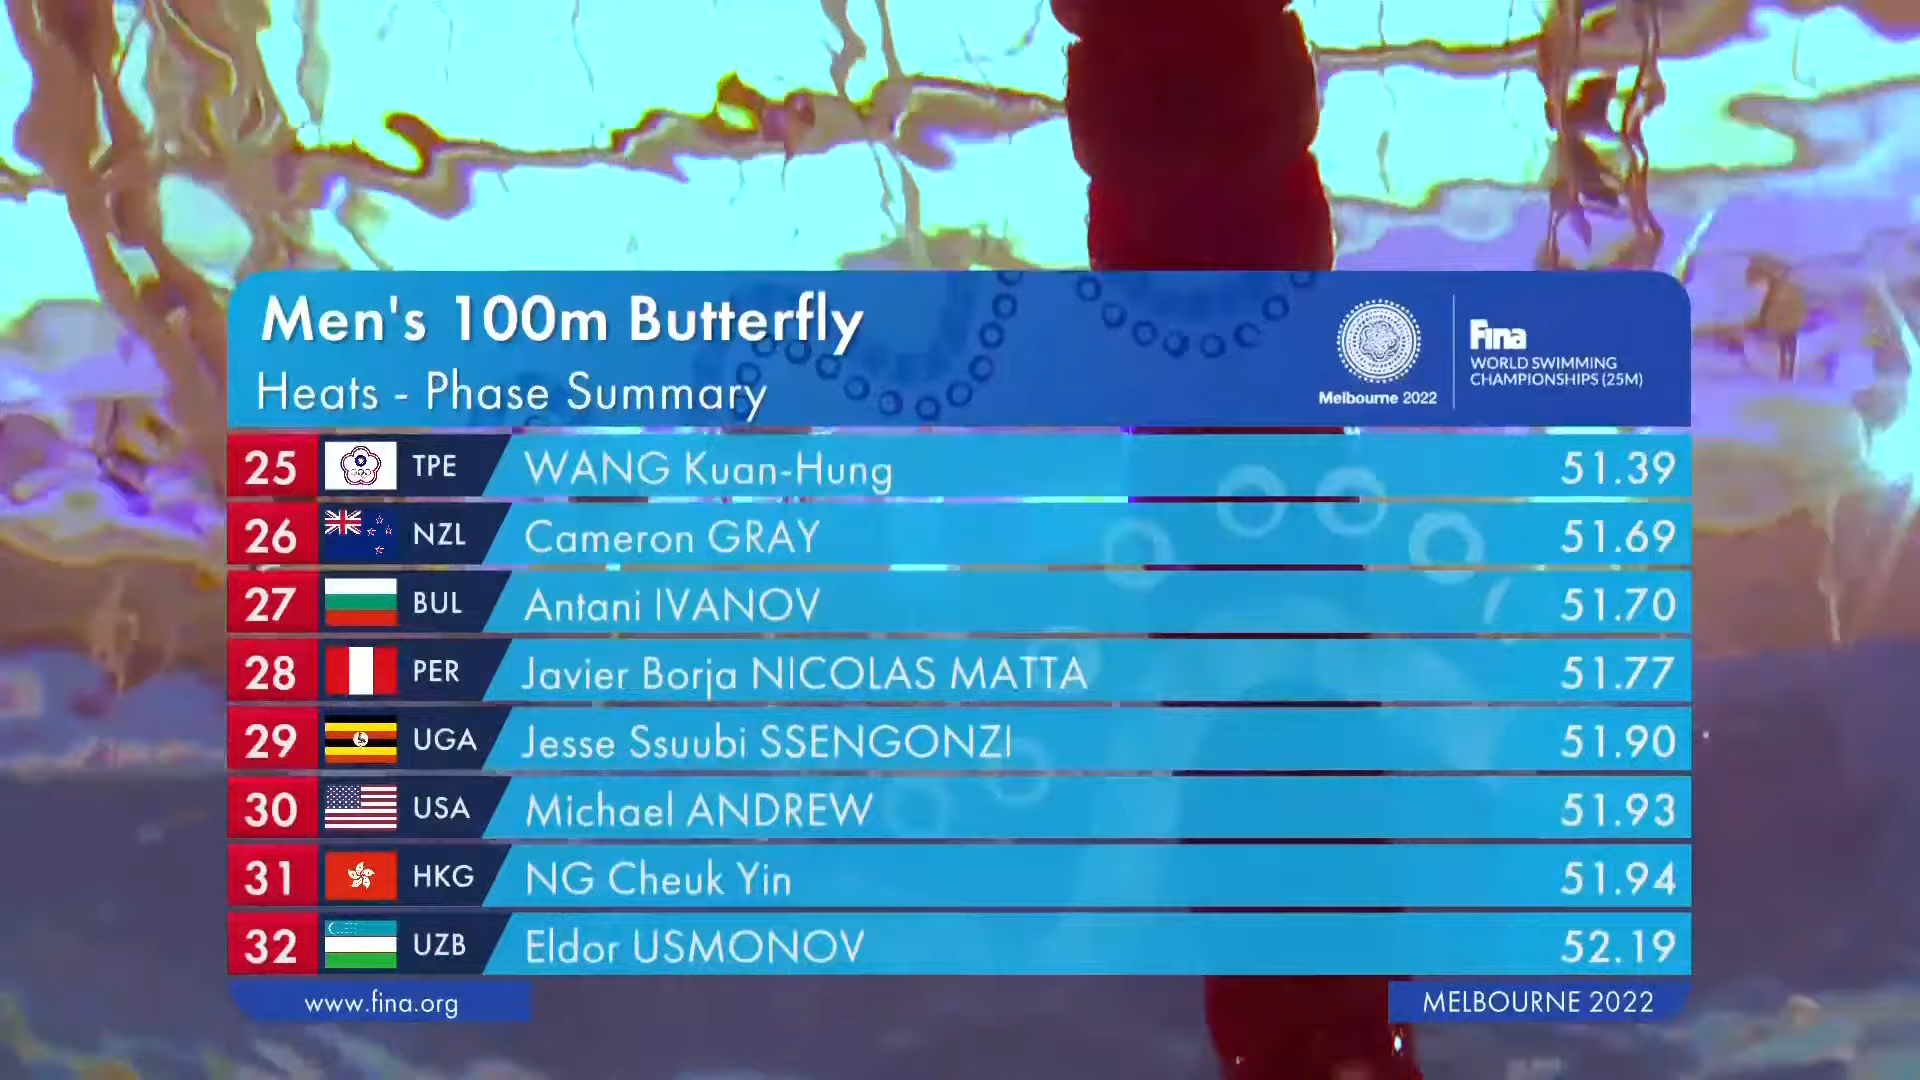 Men's 100m Butterfly
Heats - Phase Summary
Melbourne 2022
Fina
WORLD SWIMMING
CHAMPIONSHIPS (25M)
25 TPE WANG Kuan-Hung 51.39
26 NZL Cameron GRAY 51.69
27 BUL Antani IVANOV 51.70
28 PER Javier Borja NICOLAS MATTA 51.77
29 UGA Jesse Ssuubi SSENGONZI 51.90
30 USA Michael ANDREW 51.93
31 HKG NG Cheuk Yin 51.94
32 UZB Eldor USMONOV 52.19
www.fina.org
MELBOURNE 2022